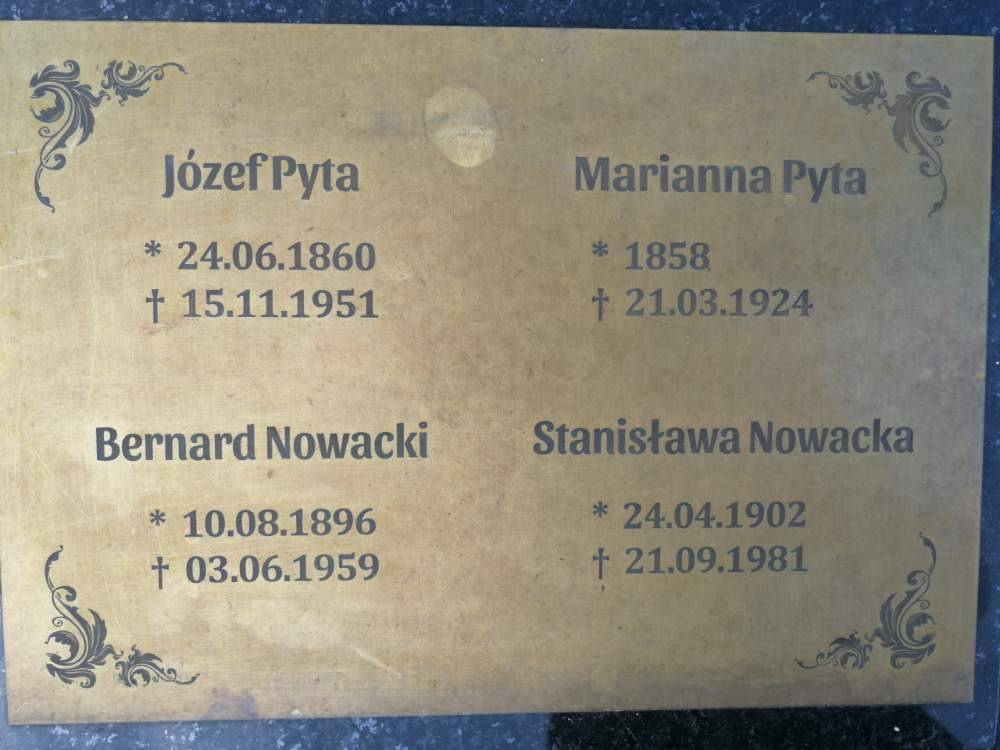 Józef Pyta
* 24.06.1860
† 15.11.1951
Marianna Pyta
* 1858
† 21.03.1924
Bernard Nowacki
* 10.08.1896
† 03.06.1959
Stanisława Nowacka
* 24.04.1902
† 21.09.1981